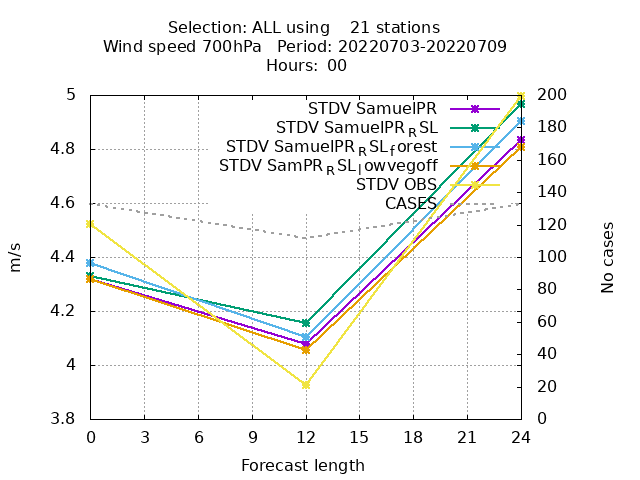 Selection: ALL using    21 stations
Wind speed 700hPa   Period: 20220703-20220709
Hours:  00
STDV SamuelPR
STDV SamuelPR_RSL
STDV SamuelPR_RSL_forest
STDV SamPR_RSL_lowvegoff
STDV OBS
CASES
5
4.8
4.6
4.4
4.2
4
3.8
m/s
200
180
160
140
120
100
80
60
40
20
0
No cases
0 3 6 9 12 15 18 21 24
Forecast length